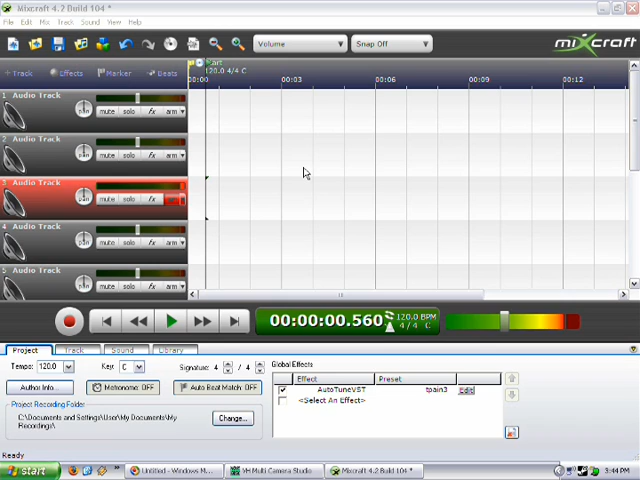 Mixcraft 4.2 Build 104 *
File Edit Mix Track Sound View Help
Volume Snap Off mixcraft
+Track Effects Marker Beats
Start
120.0 4/4 C
00:00 00:03 00:06 00:09 00:12
1 Audio Track
pan mute solo fx arm
2 Audio Track
pan mute solo fx arm
3 Audio Track
pan mute solo fx
4 Audio Track
pan mute solo fx arm
5 Audio Track
pan mute solo fx arm
00:00:00.560 120.0 BPM
4 / 4 C
Project Track Sound Library
Tempo: 120.0 Key: C Signature: 4 / 4
Author Info... Metronome: OFF Auto Beat Match: OFF
Project Recording Folder
C:\Documents and Settings\User\My Documents\My
Recordings\
Change...
Global Effects
Effect Preset
AutoTuneVST tpain3 Edit
<Select An Effect>
Ready
start Untitled - Windows M... VH Multi Camera Studio Mixcraft 4.2 Build 104 * 3:44 PM